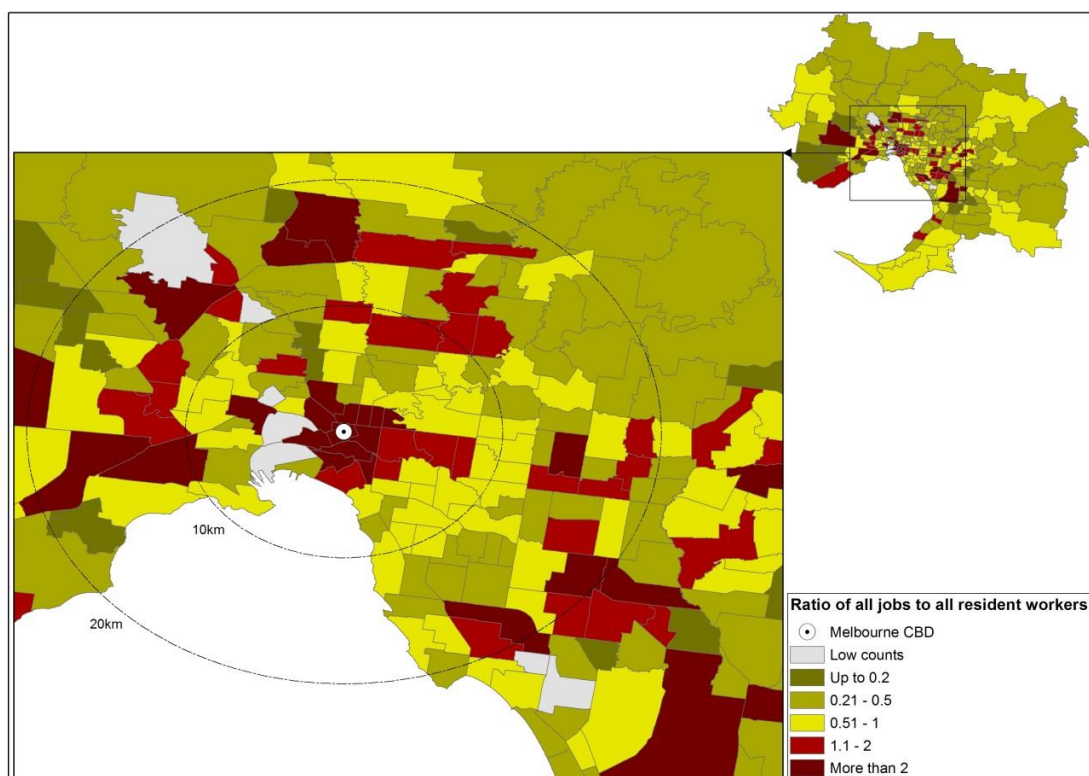 10km
20km
Ratio of all jobs to all resident workers
Melbourne CBD
Low counts
Up to 0.2
0.21 - 0.5
0.51 - 1
1.1 - 2
More than 2